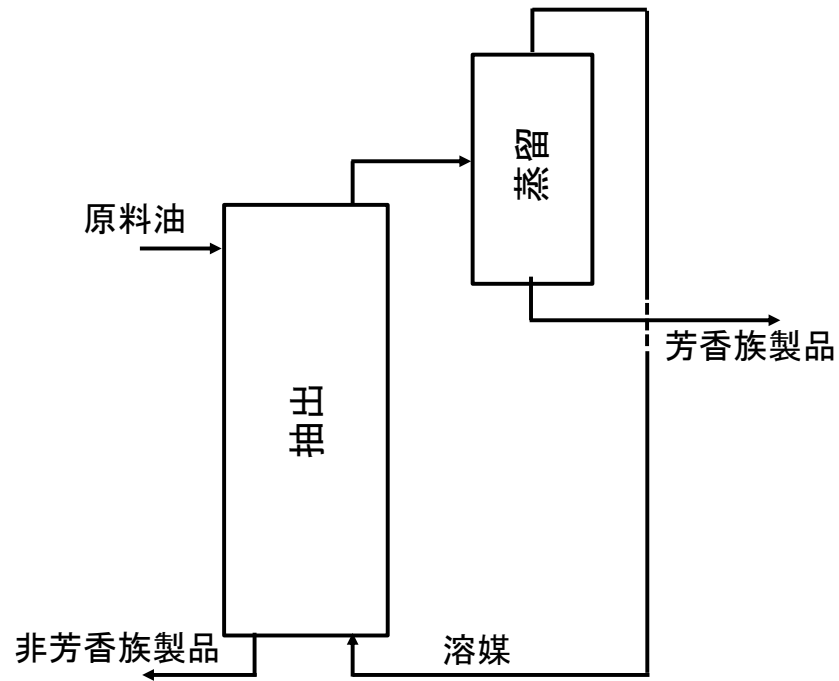 蒸留
原料油
芳香族製品
抽出
非芳香族製品
溶媒